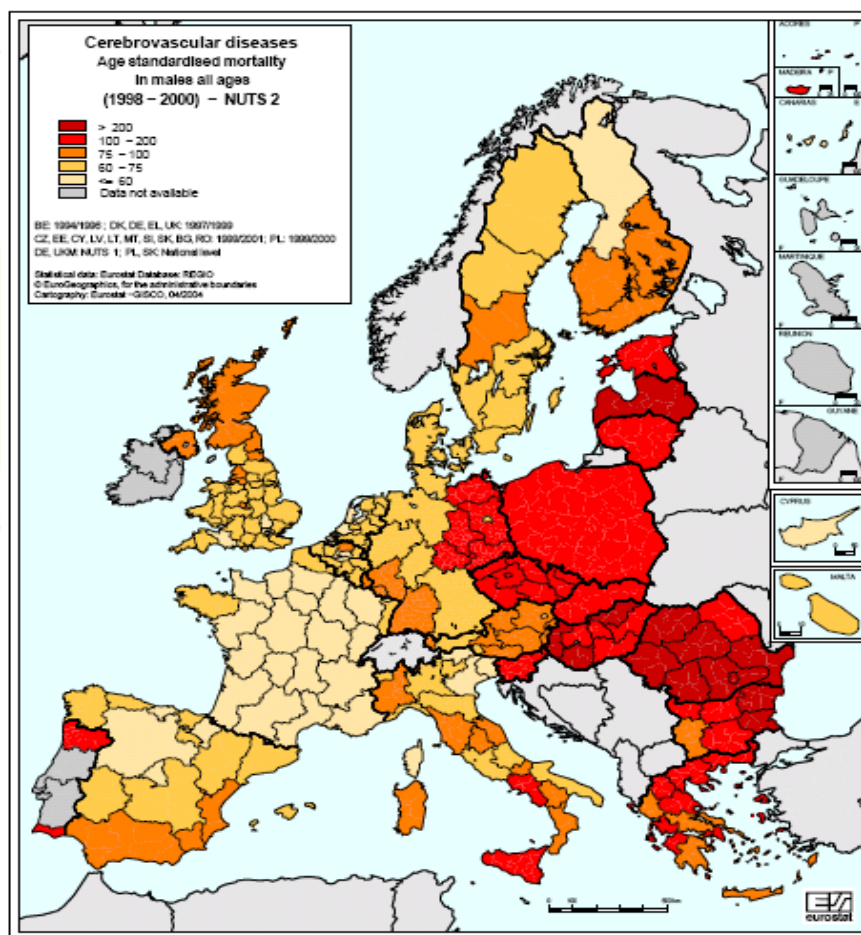 Cerebrovascular diseases
Age standardised mortality
In males all ages
(1998 – 2000) – NUTS 2
> 200
100 – 200
75 – 100
60 – 75
<= 60
Data not available
BE: 1994/1996 ; DK, DE, EL, UK: 1997/1999
CZ, EE, CY, LV, LT, MT, SI, SK, BG, RO: 1999/2001 ; PL: 1999/2000
DE, UKM: NUTS 1; PL, SK: National level
Statistical data: Eurostat Database: REGIO
© EuroGeographics, for the administrative boundaries
Cartography: Eurostat – GISCO, 04/2004
ACORES P
MADEIRA P
CANARIAS E
GUADELOUPE
F
MARTINIQUE
F
REUNION
F
GUYANE
F
CYPRUS
MALTA
eurostat